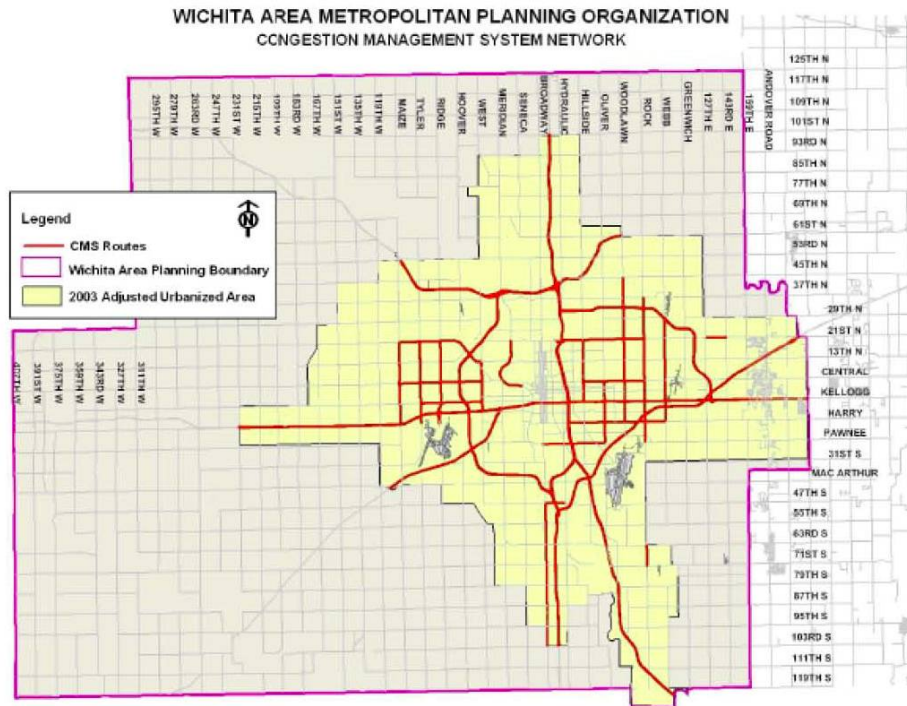 WICHITA AREA METROPOLITAN PLANNING ORGANIZATION
CONGESTION MANAGEMENT SYSTEM NETWORK
295TH W
279TH W
263RD W
247TH W
231ST W
215TH W
199TH W
183RD W
167TH W
151ST W
135TH W
119TH W
MAIZE
TYLER
RIDGE
HOOVER
WEST
MERIDIAN
SENECA
BROADWAY
HYDRAULIC
HILLSIDE
OLIVER
WOODLAWN
ROCK
WEBB
GREENWICH
127TH E
143RD E
159TH E
ANDOVER ROAD
125TH N
117TH N
109TH N
101ST N
93RD N
85TH N
77TH N
69TH N
61ST N
53RD N
45TH N
37TH N
29TH N
21ST N
13TH N
CENTRAL
KELLOGG
HARRY
PAWNEE
31ST S
MAC ARTHUR
47TH S
55TH S
63RD S
71ST S
79TH S
87TH S
95TH S
103RD S
111TH S
119TH S
Legend
N
CMS Routes
Wichita Area Planning Boundary
2003 Adjusted Urbanized Area
407TH W
391ST W
375TH W
359TH W
343RD W
327TH W
311TH W